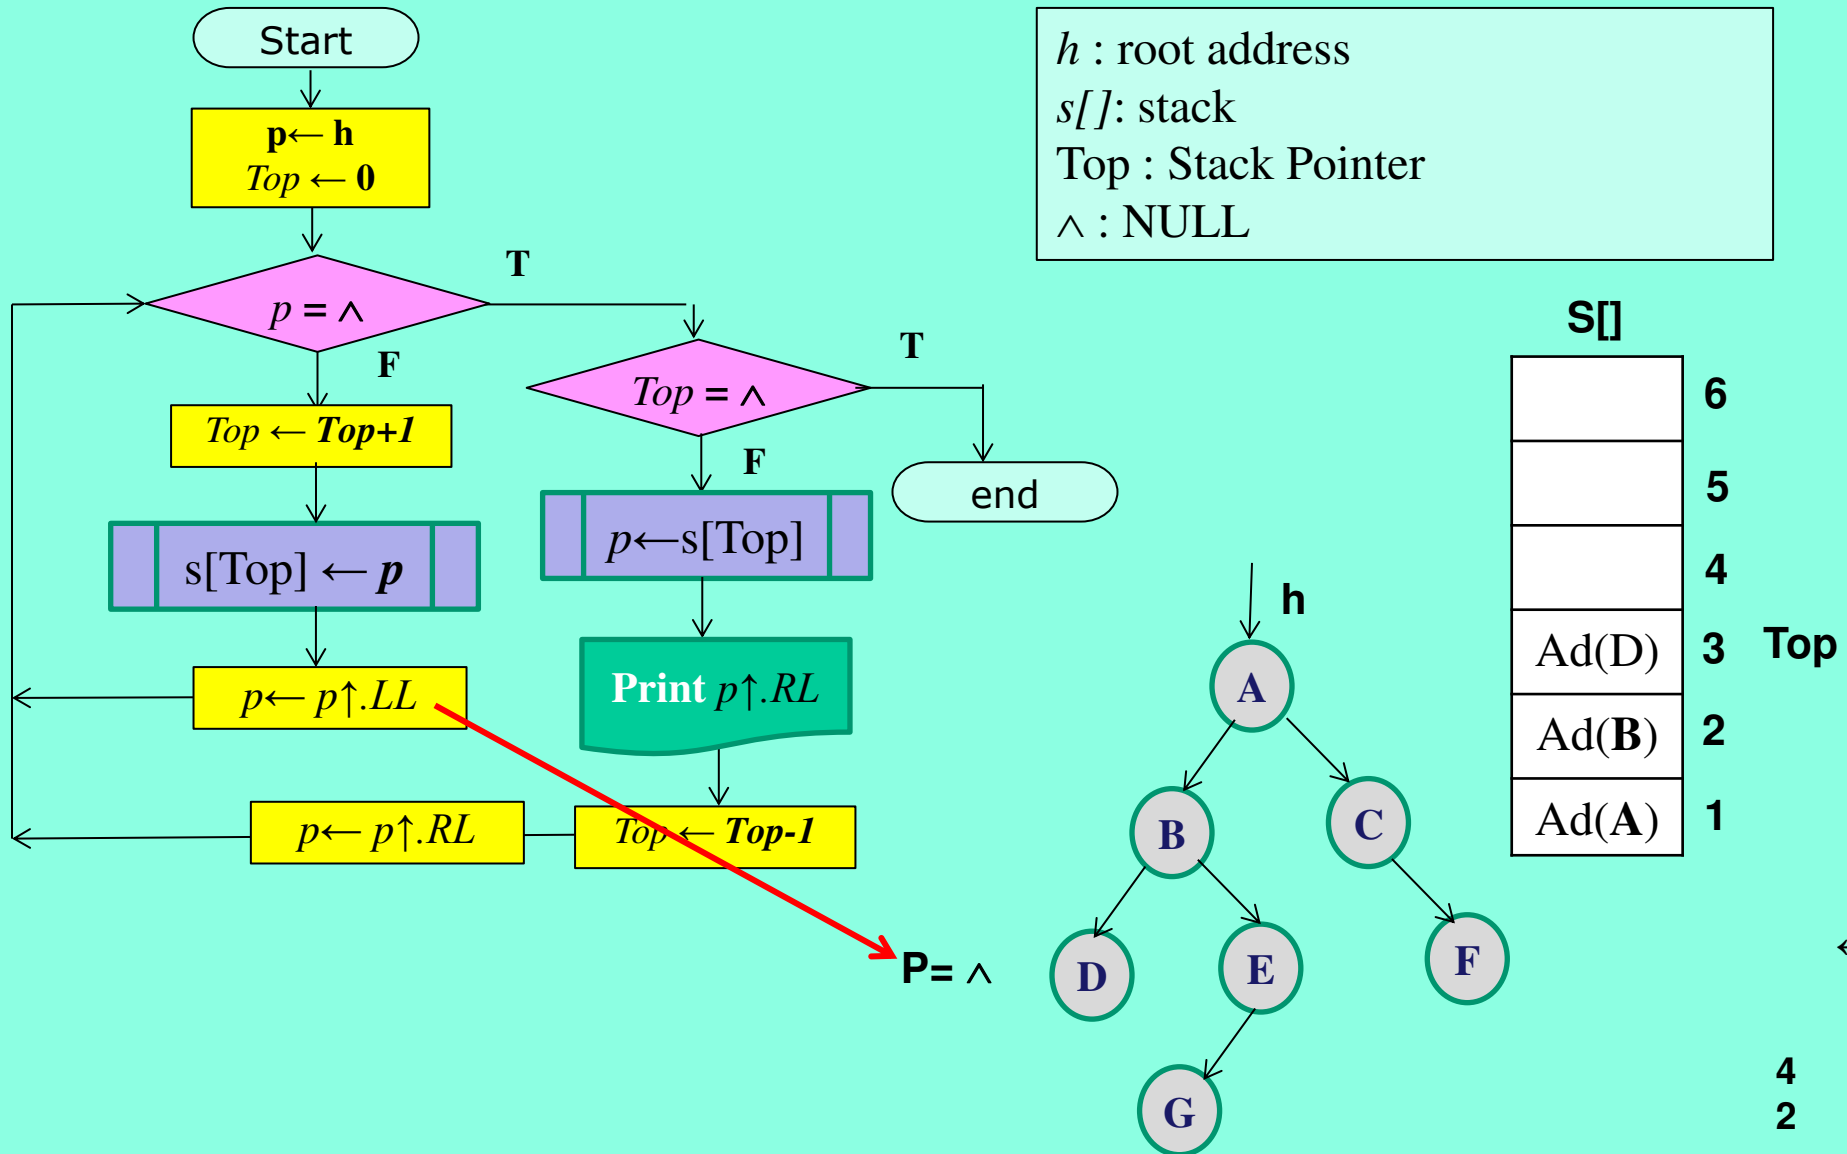 Start
p← h
Top ← 0
p = ∧
T
F
Top ← Top+1
s[Top] ← p
p← p↑.LL
p← p↑.RL
Top = ∧
T
F
end
p←s[Top]
Print p↑.RL
Top ← Top-1
P= ∧
h : root address
s[]: stack
Top : Stack Pointer
∧ : NULL
S[]
6
5
4
Ad(D) 3 Top
Ad(B) 2
Ad(A) 1
h
A
B
C
D
E
F
G
4
2